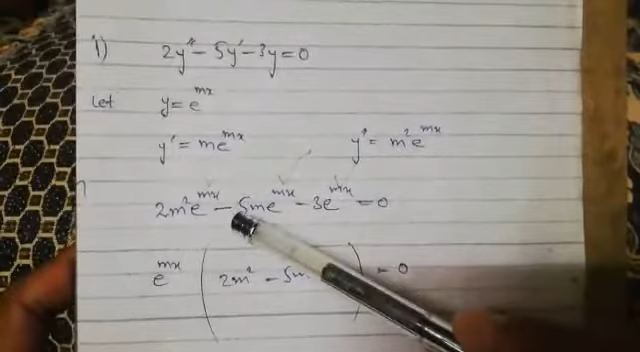 1) 2y" - 5y' - 3y = 0
Let y = e^mx
y' = me^mx y" = m²e^mx
2m²e^mx - 5me^mx - 3e^mx = 0
e^mx ( 2m² - 5m ) = 0